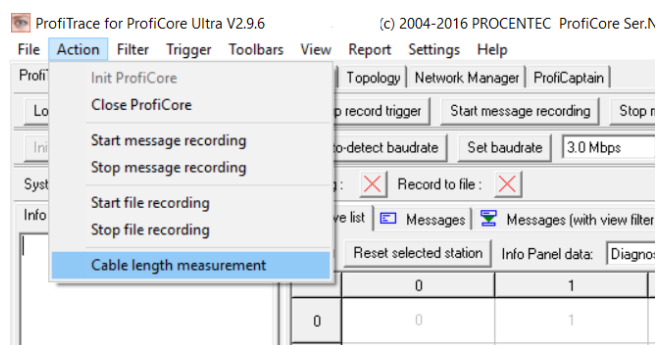 ProfiTrace for ProfiCore Ultra V2.9.6 (c) 2004-2016 PROCENTEC ProfiCore Ser.N
File Action Filter Trigger Toolbars View Report Settings Help
Topology Network Manager ProfiCaptain
Init ProfiCore
Close ProfiCore
record trigger Start message recording Stop
Start message recording
to-detect baudrate Set baudrate 3.0 Mbps
Stop message recording
Record to file :
Start file recording
Info
list Messages Messages (with view filter
Stop file recording
Reset selected station Info Panel data: Diagnos
Cable length measurement
0 1
0 0 1